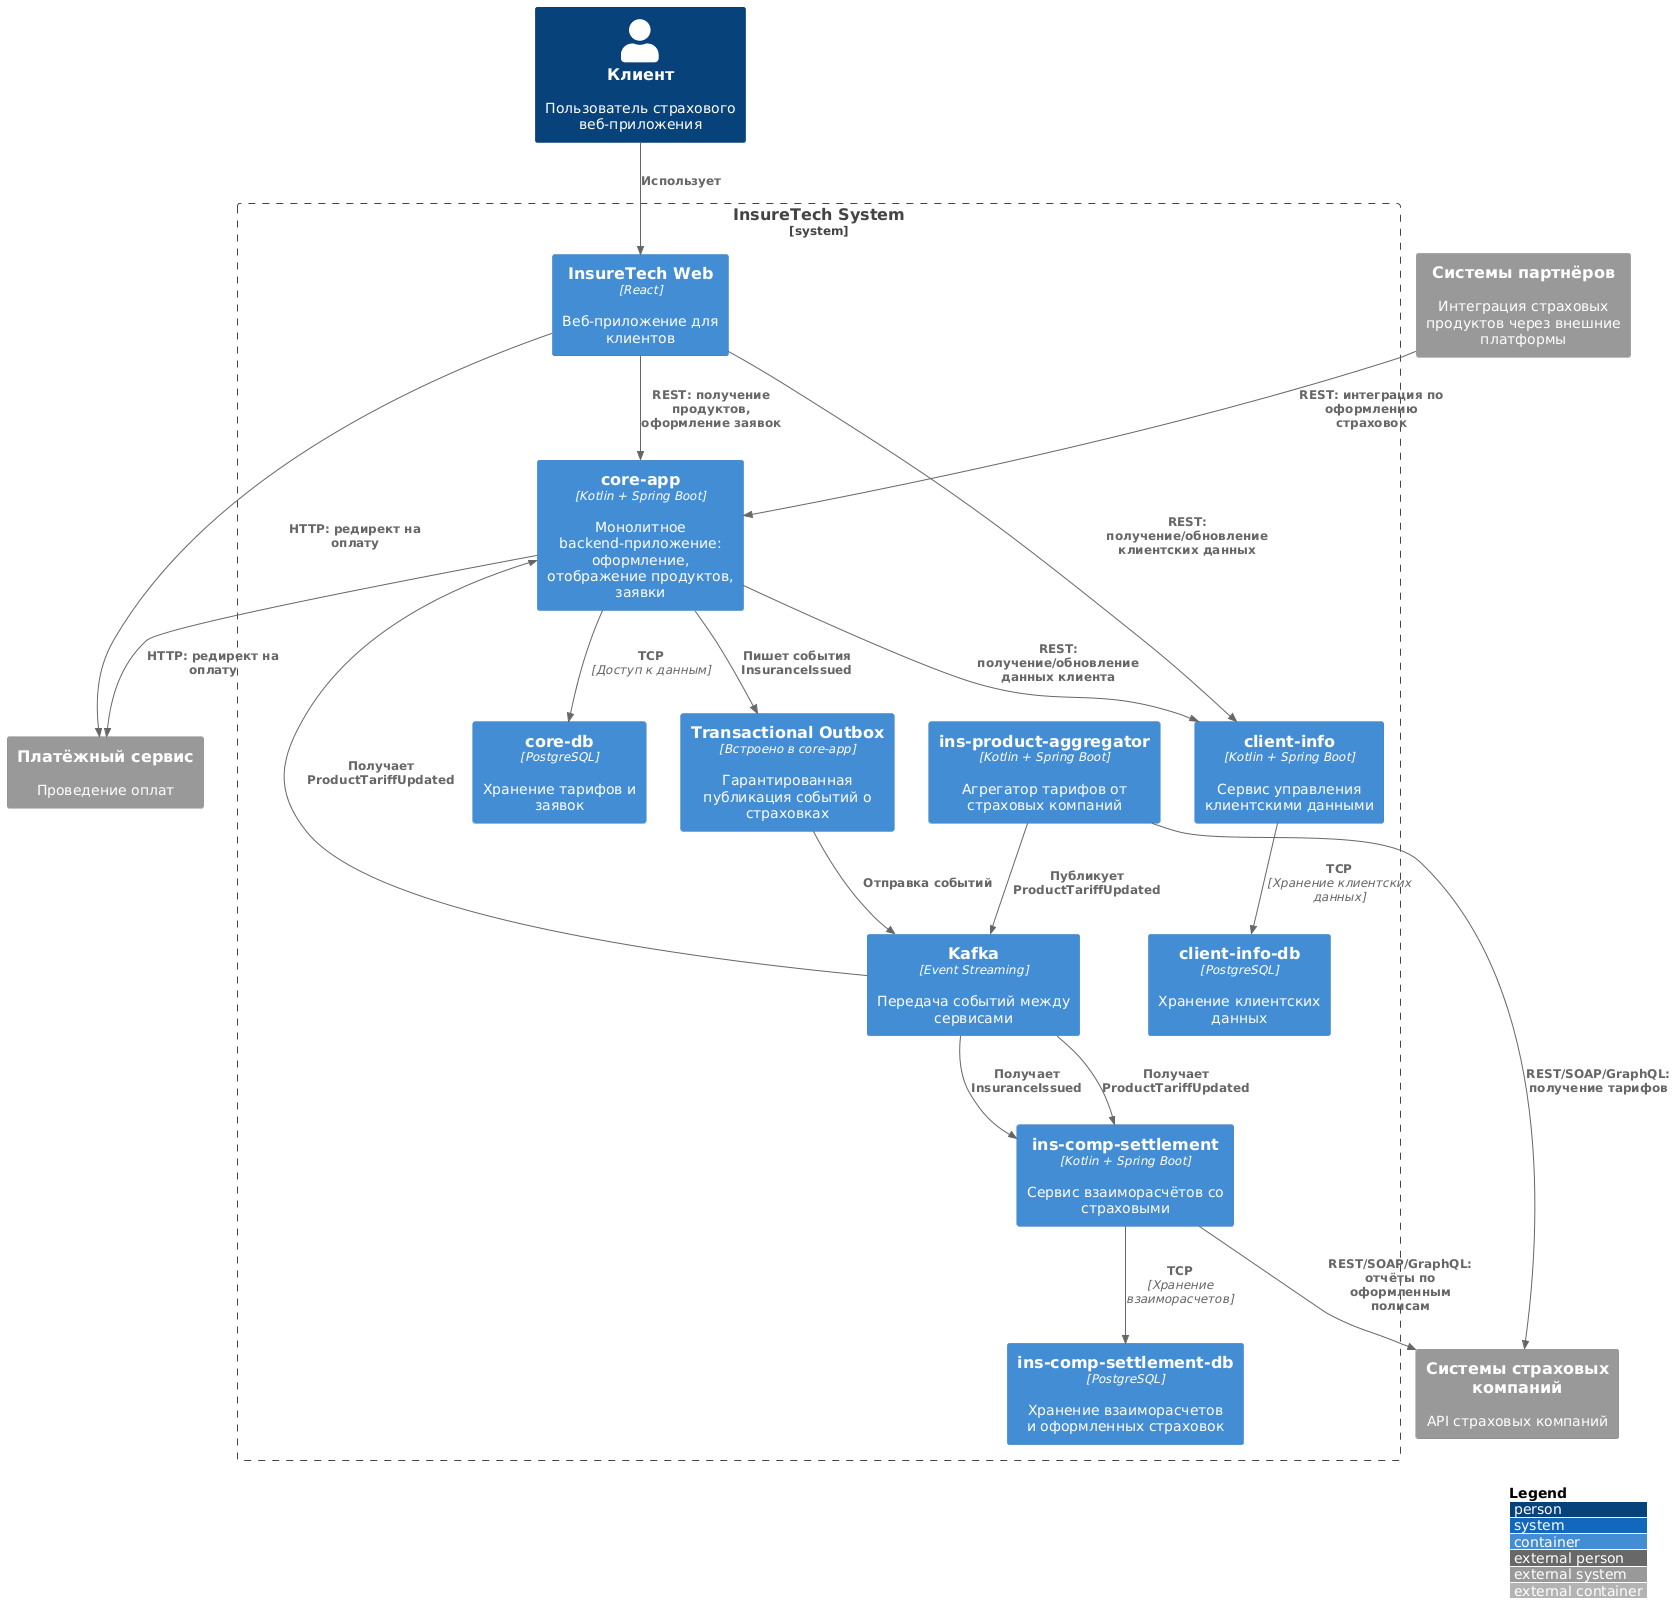 Клиент
Пользователь страхового
веб-приложения
Использует
InsureTech System
[system]
InsureTech Web
[React]
Веб-приложение для
клиентов
Системы партнёров
Интеграция страховых
продуктов через внешние
платформы
REST: получение
продуктов,
оформление заявок
REST: интеграция по
оформлению
страховок
core-app
[Kotlin + Spring Boot]
Монолитное
backend-приложение:
оформление,
отображение продуктов,
заявки
HTTP: редирект на
оплату
REST:
получение/обновление
клиентских данных
HTTP: редирект на
оплату
TCP
[Доступ к данным]
Пишет события
InsuranceIssued
REST:
получение/обновление
данных клиента
Платёжный сервис
Проведение оплат
Получает
ProductTariffUpdated
core-db
[PostgreSQL]
Хранение тарифов и
заявок
Transactional Outbox
[Встроено в core-app]
Гарантированная
публикация событий о
страховках
ins-product-aggregator
[Kotlin + Spring Boot]
Агрегатор тарифов от
страховых компаний
client-info
[Kotlin + Spring Boot]
Сервис управления
клиентскими данными
Отправка событий
Публикует
ProductTariffUpdated
TCP
[Хранение клиентских
данных]
Kafka
[Event Streaming]
Передача событий между
сервисами
client-info-db
[PostgreSQL]
Хранение клиентских
данных
Получает
InsuranceIssued
Получает
ProductTariffUpdated
REST/SOAP/GraphQL:
получение тарифов
ins-comp-settlement
[Kotlin + Spring Boot]
Сервис взаиморасчётов со
страховыми
TCP
[Хранение
взаиморасчетов]
REST/SOAP/GraphQL:
отчёты по
оформленным
полисам
ins-comp-settlement-db
[PostgreSQL]
Хранение взаиморасчетов
и оформленных страховок
Системы страховых
компаний
API страховых компаний
Legend
person
system
container
external person
external system
external container